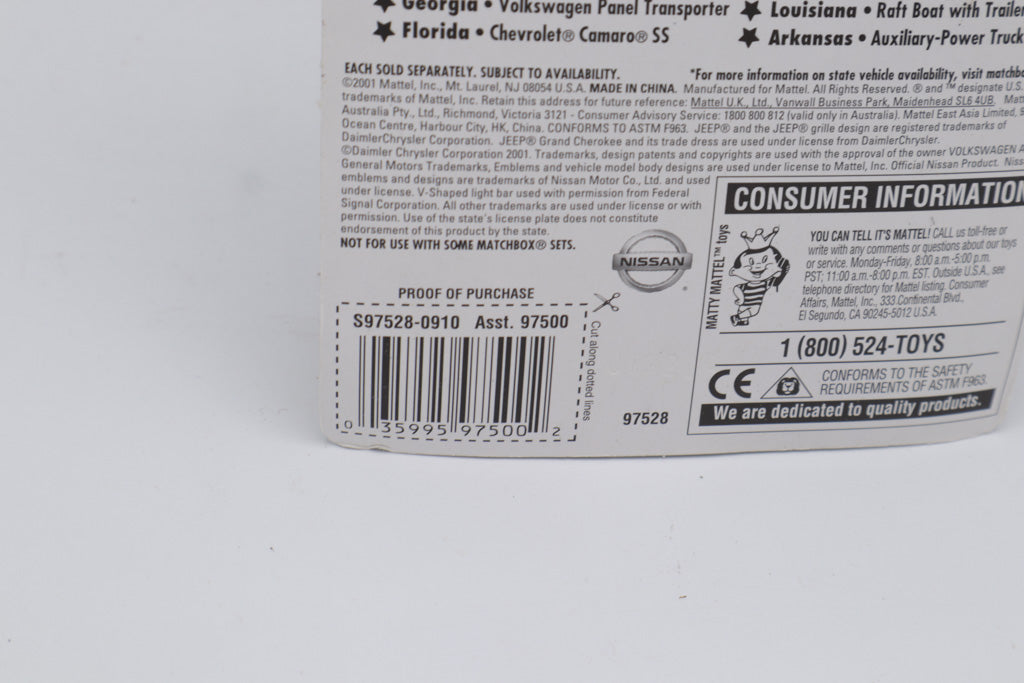 Georgia • Volkswagen Panel Transporter
Florida • Chevrolet® Camaro® SS
Louisiana • Raft Boat with Trailer
Arkansas • Auxiliary-Power Truck
EACH SOLD SEPARATELY. SUBJECT TO AVAILABILITY.
*For more information on state vehicle availability, visit matchbo
©2001 Mattel, Inc., Mt. Laurel, NJ 08054 U.S.A. MADE IN CHINA. Manufactured for Mattel. All Rights Reserved. ® and ™ designate U.S.
trademarks of Mattel, Inc. Retain this address for future reference: Mattel U.K., Ltd., Vanwall Business Park, Maidenhead SL6 4UB. Matt
Australia Pty., Ltd., Richmond, Victoria 3121 - Consumer Advisory Service: 1800 800 812 (valid only in Australia). Mattel East Asia Limited,
Ocean Centre, Harbour City, HK, China. CONFORMS TO ASTM F963. JEEP® and the JEEP® grille design are registered trademarks of
DaimlerChrysler Corporation. JEEP® Grand Cherokee and its trade dress are used under license from DaimlerChrysler.
©Daimler Chrysler Corporation 2001. Trademarks, design patents and copyrights are used with the approval of the owner VOLKSWAGEN A
General Motors Trademarks, Emblems and vehicle model body designs are used under license to Mattel, Inc. Official Nissan Product. Niss
emblems and designs are trademarks of Nissan Motor Co., Ltd. and used
under license. V-Shaped light bar used with permission from Federal
Signal Corporation. All other trademarks are used under license or with
permission. Use of the state's license plate does not constitute
endorsement of this product by the state.
NOT FOR USE WITH SOME MATCHBOX® SETS.
NISSAN
PROOF OF PURCHASE
S97528-0910 Asst. 97500
0 35995 97500 2
Cut along dotted lines
97528
CONSUMER INFORMATION
MATTY MATTEL™ toys
YOU CAN TELL IT'S MATTEL! CALL us toll-free or
write with any comments or questions about our toys
or service. Monday-Friday, 8:00 a.m.-5:00 p.m.
PST; 11:00 a.m.-8:00 p.m. EST. Outside U.S.A., see
telephone directory for Mattel listing. Consumer
Affairs, Mattel, Inc., 333 Continental Blvd.,
El Segundo, CA 90245-5012 U.S.A.
1 (800) 524-TOYS
CE
CONFORMS TO THE SAFETY
REQUIREMENTS OF ASTM F963.
We are dedicated to quality products.